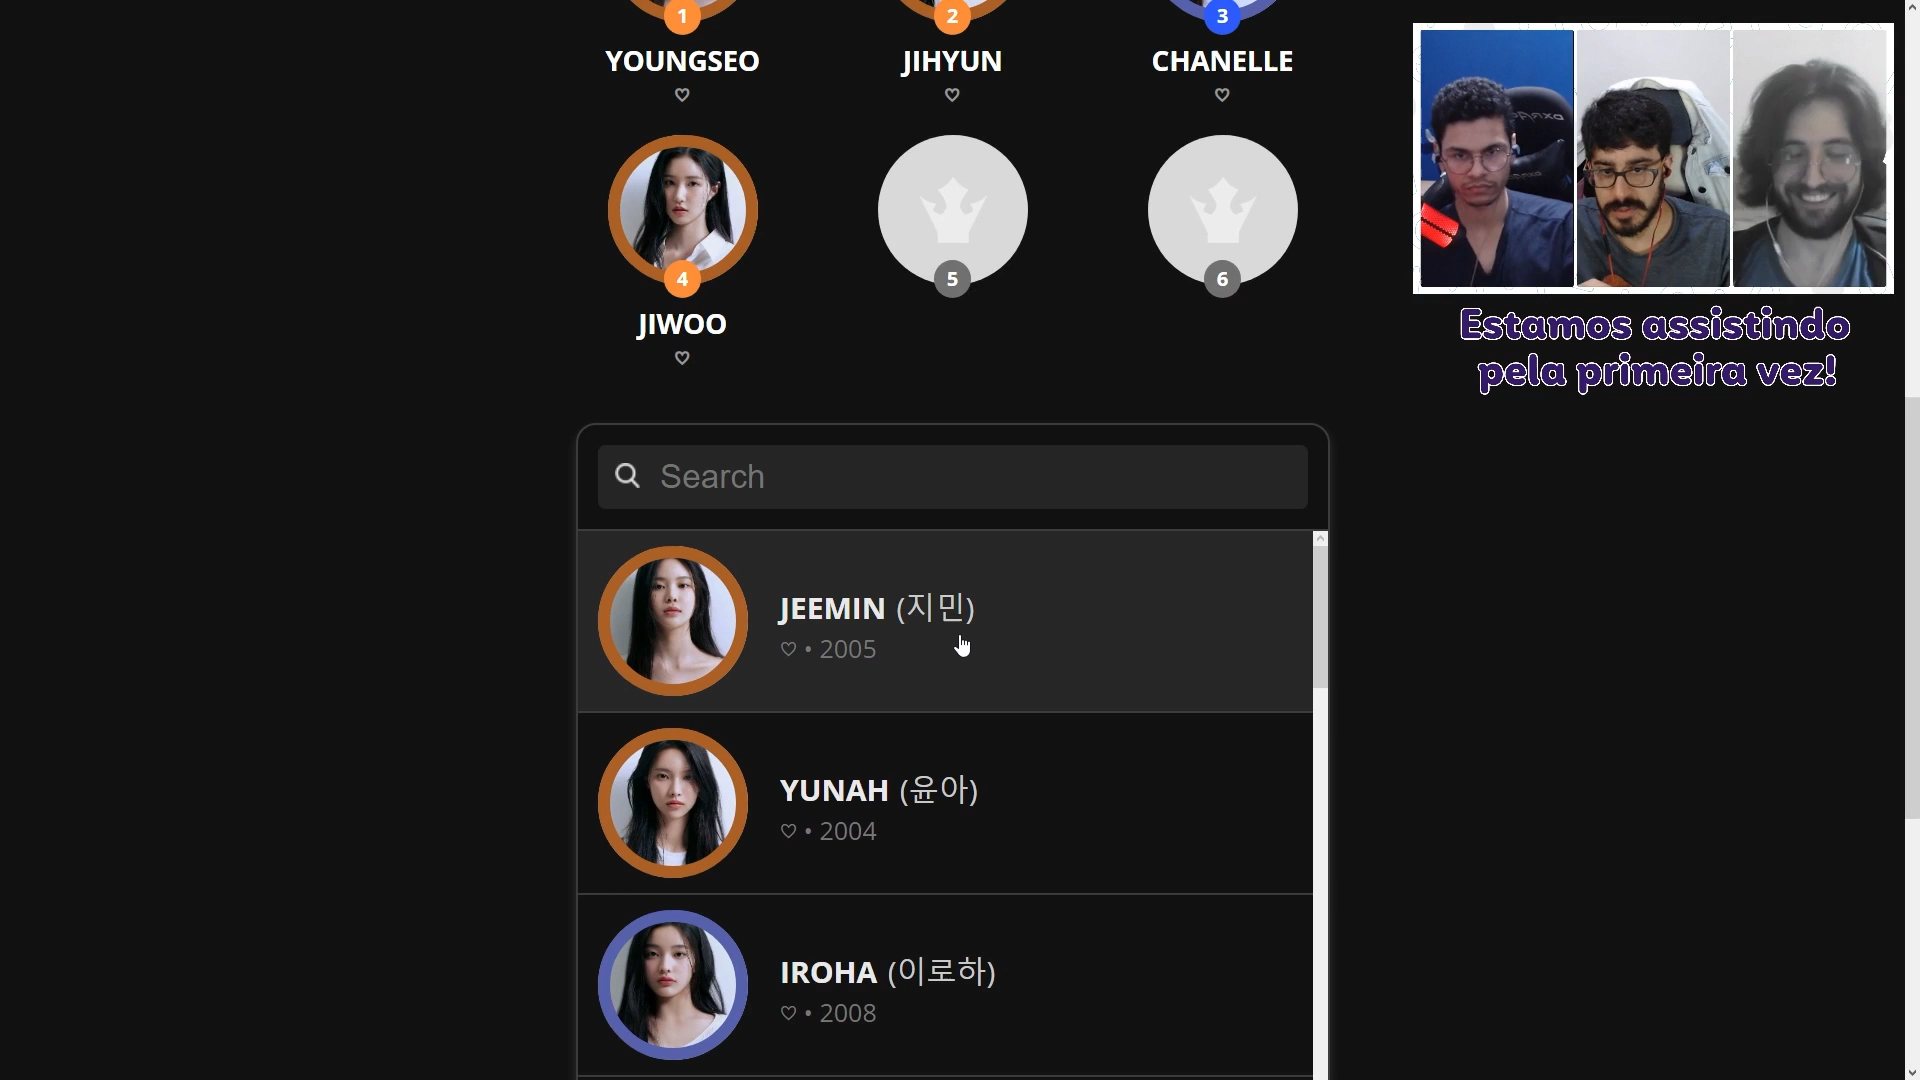 1
2
3
YOUNGSEO
JIHYUN
CHANELLE
♡
♡
♡
4
5
6
JIWOO
♡
Estamos assistindo
pela primeira vez!
Search
JEEMIN (지민)
♡ • 2005
YUNAH (윤아)
♡ • 2004
IROHA (이로하)
♡ • 2008